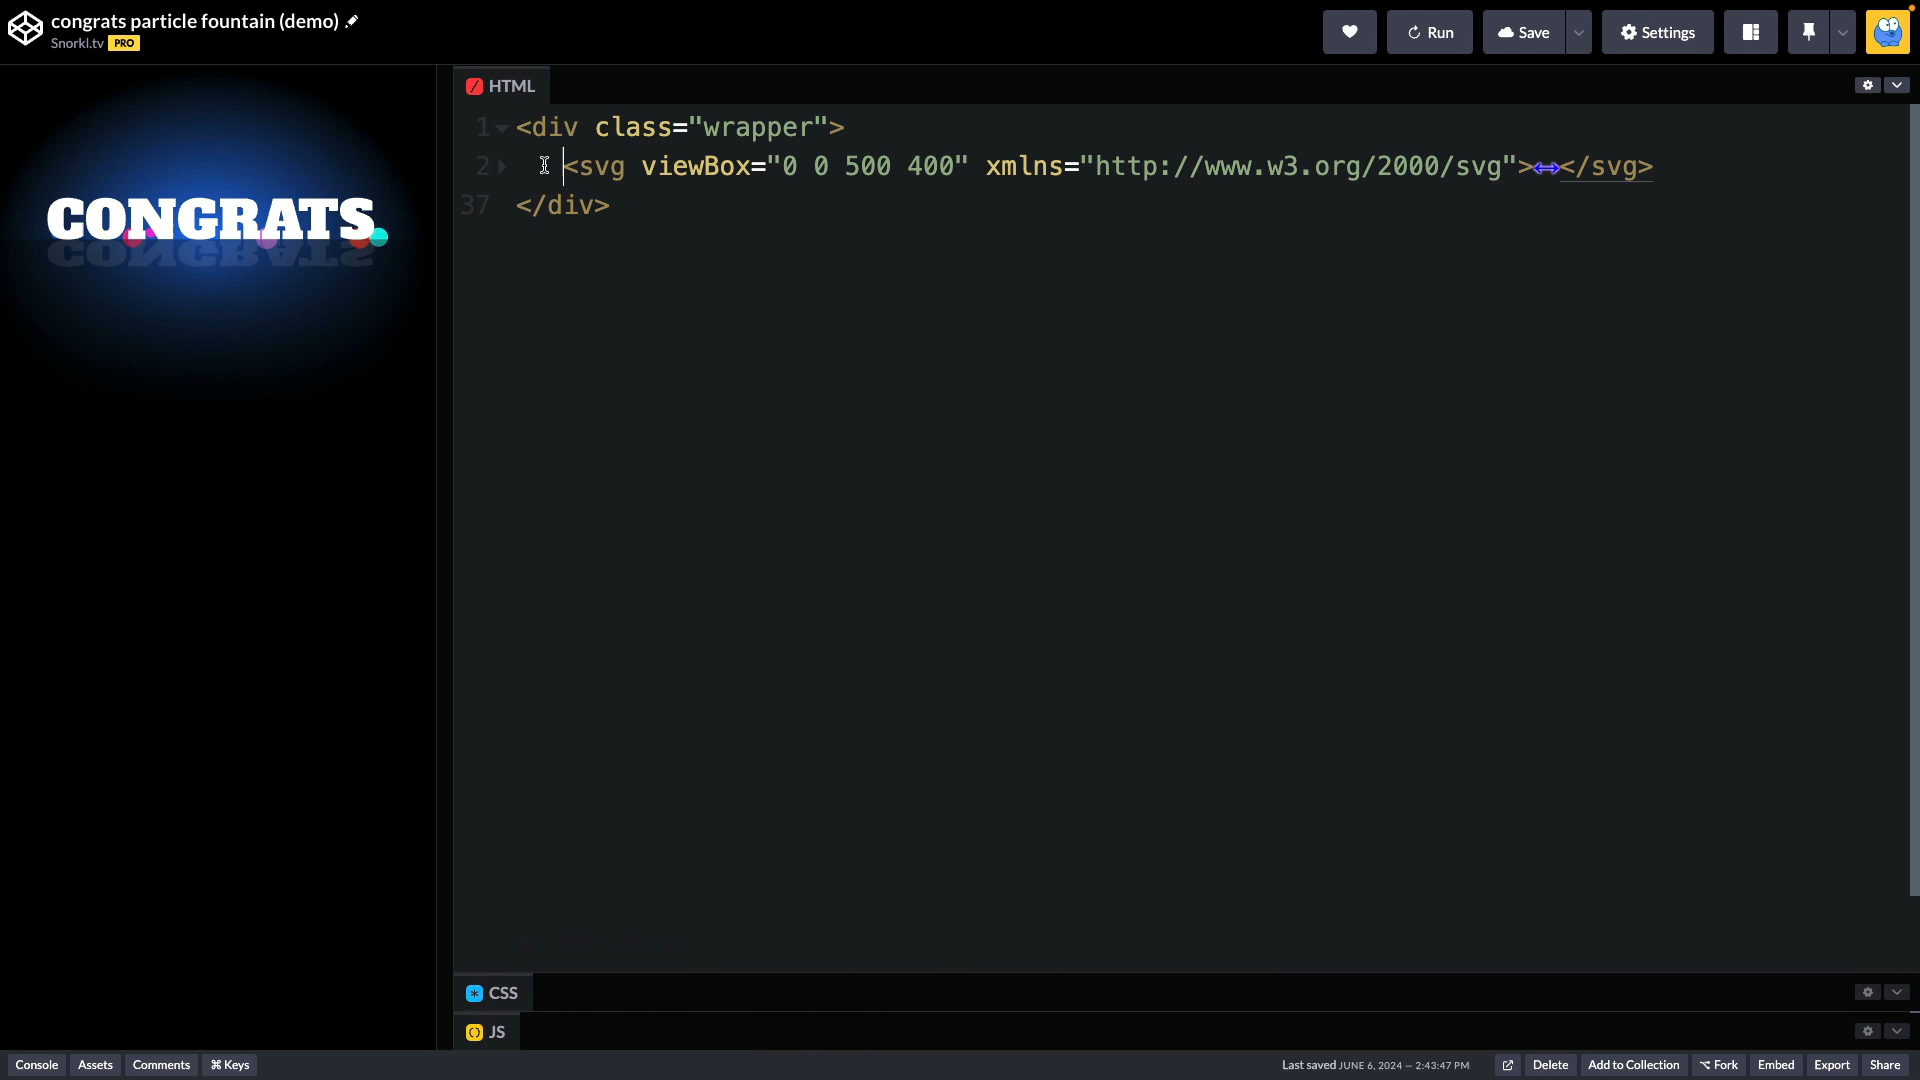 congrats particle fountain (demo)
Snorkl.tv PRO
Run
Save
Settings
CONGRATS
CONGRATS
HTML
1 <div class="wrapper">
2 <svg viewBox="0 0 500 400" xmlns="http://www.w3.org/2000/svg">↔</svg>
37 </div>
CSS
JS
Console Assets Comments ⌘ Keys Last saved JUNE 6, 2024 — 2:43:47 PM Delete Add to Collection ⌥ Fork Embed Export Share